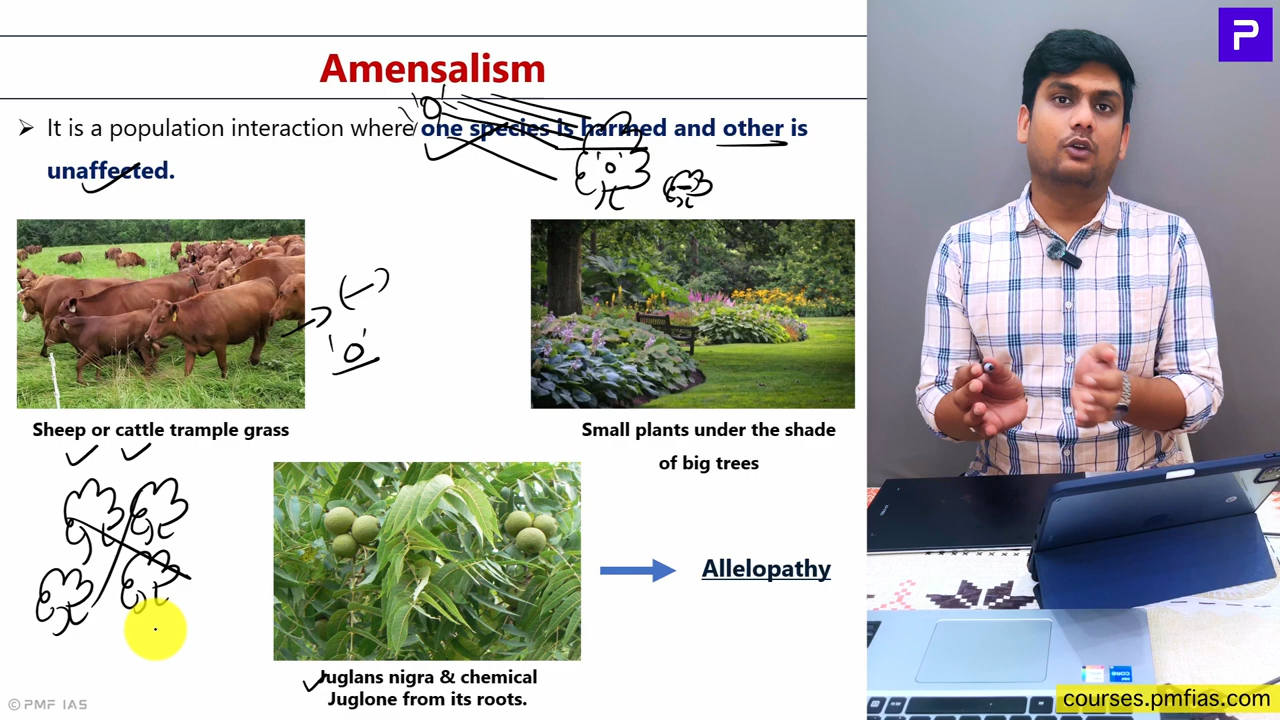 Amensalism
➢ It is a population interaction where one species is harmed and other is
unaffected.
(-)
'0'
0
Sheep or cattle trample grass
Small plants under the shade
of big trees
Allelopathy
Juglans nigra & chemical
Juglone from its roots.
© PMF IAS
P
courses.pmfias.com